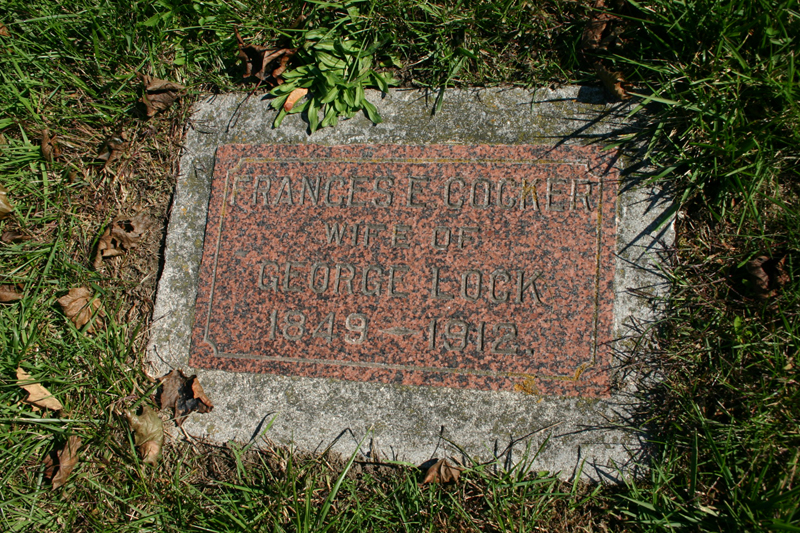 FRANCES E COCKER
WIFE OF
GEORGE LOCK
1849—1912.